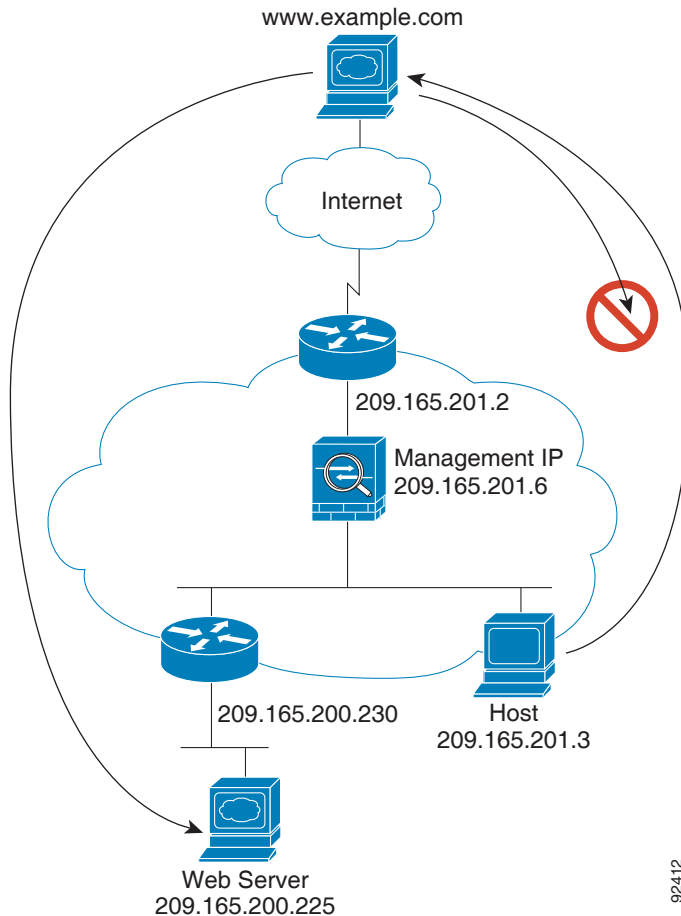 www.example.com
Internet
209.165.201.2
Management IP
209.165.201.6
209.165.200.230
Host
209.165.201.3
Web Server
209.165.200.225
92412